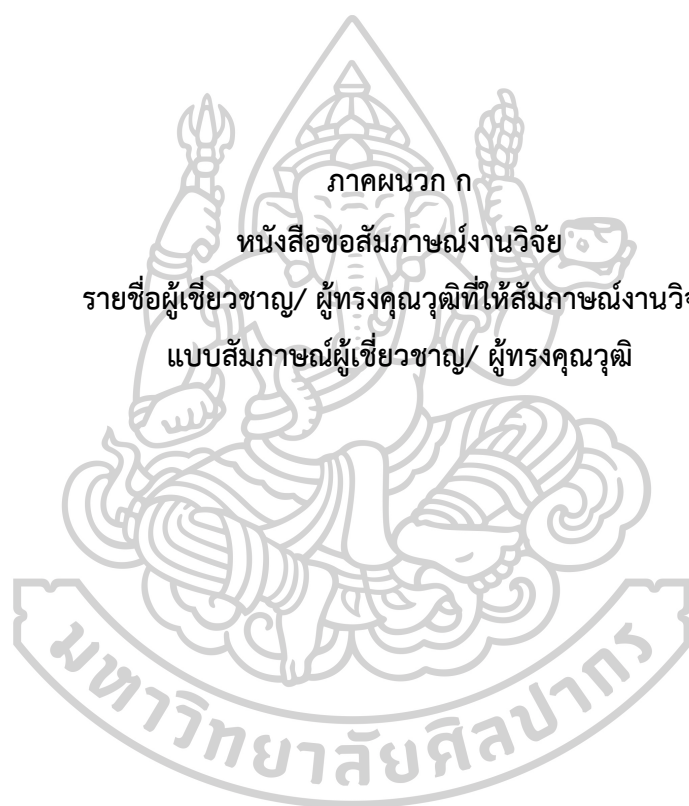 ภาคผนวก ก
หนังสือขอสัมภาษณ์งานวิจัย
รายชื่อผู้เชี่ยวชาญ/ ผู้ทรงคุณวุฒิที่ให้สัมภาษณ์
แบบสัมภาษณ์ผู้เชี่ยวชาญ/ ผู้ทรงคุณวุฒิ
มหาวิทยาลัยศิลปากร